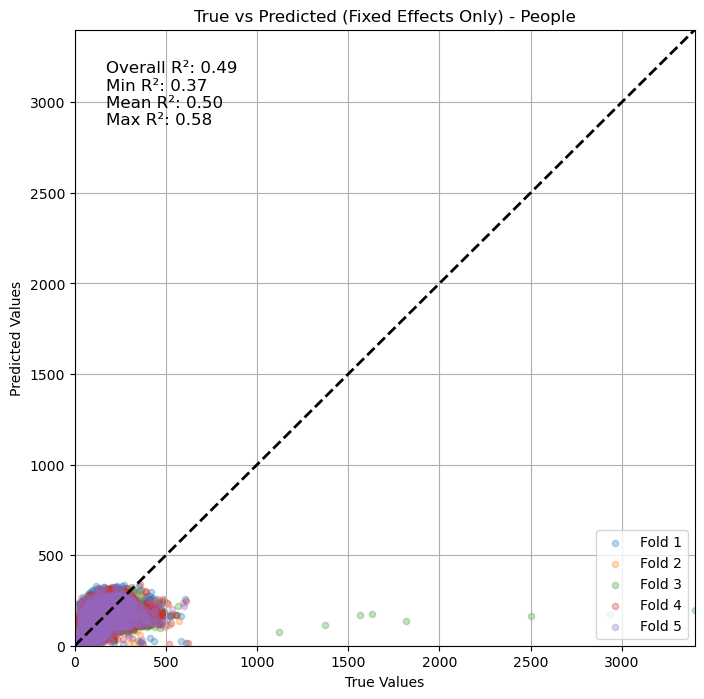 True vs Predicted (Fixed Effects Only) - People
Overall R²: 0.49
Min R²: 0.37
Mean R²: 0.50
Max R²: 0.58
Predicted Values
3000
2500
2000
1500
1000
500
0
Fold 1
Fold 2
Fold 3
Fold 4
Fold 5
0 500 1000 1500 2000 2500 3000
True Values